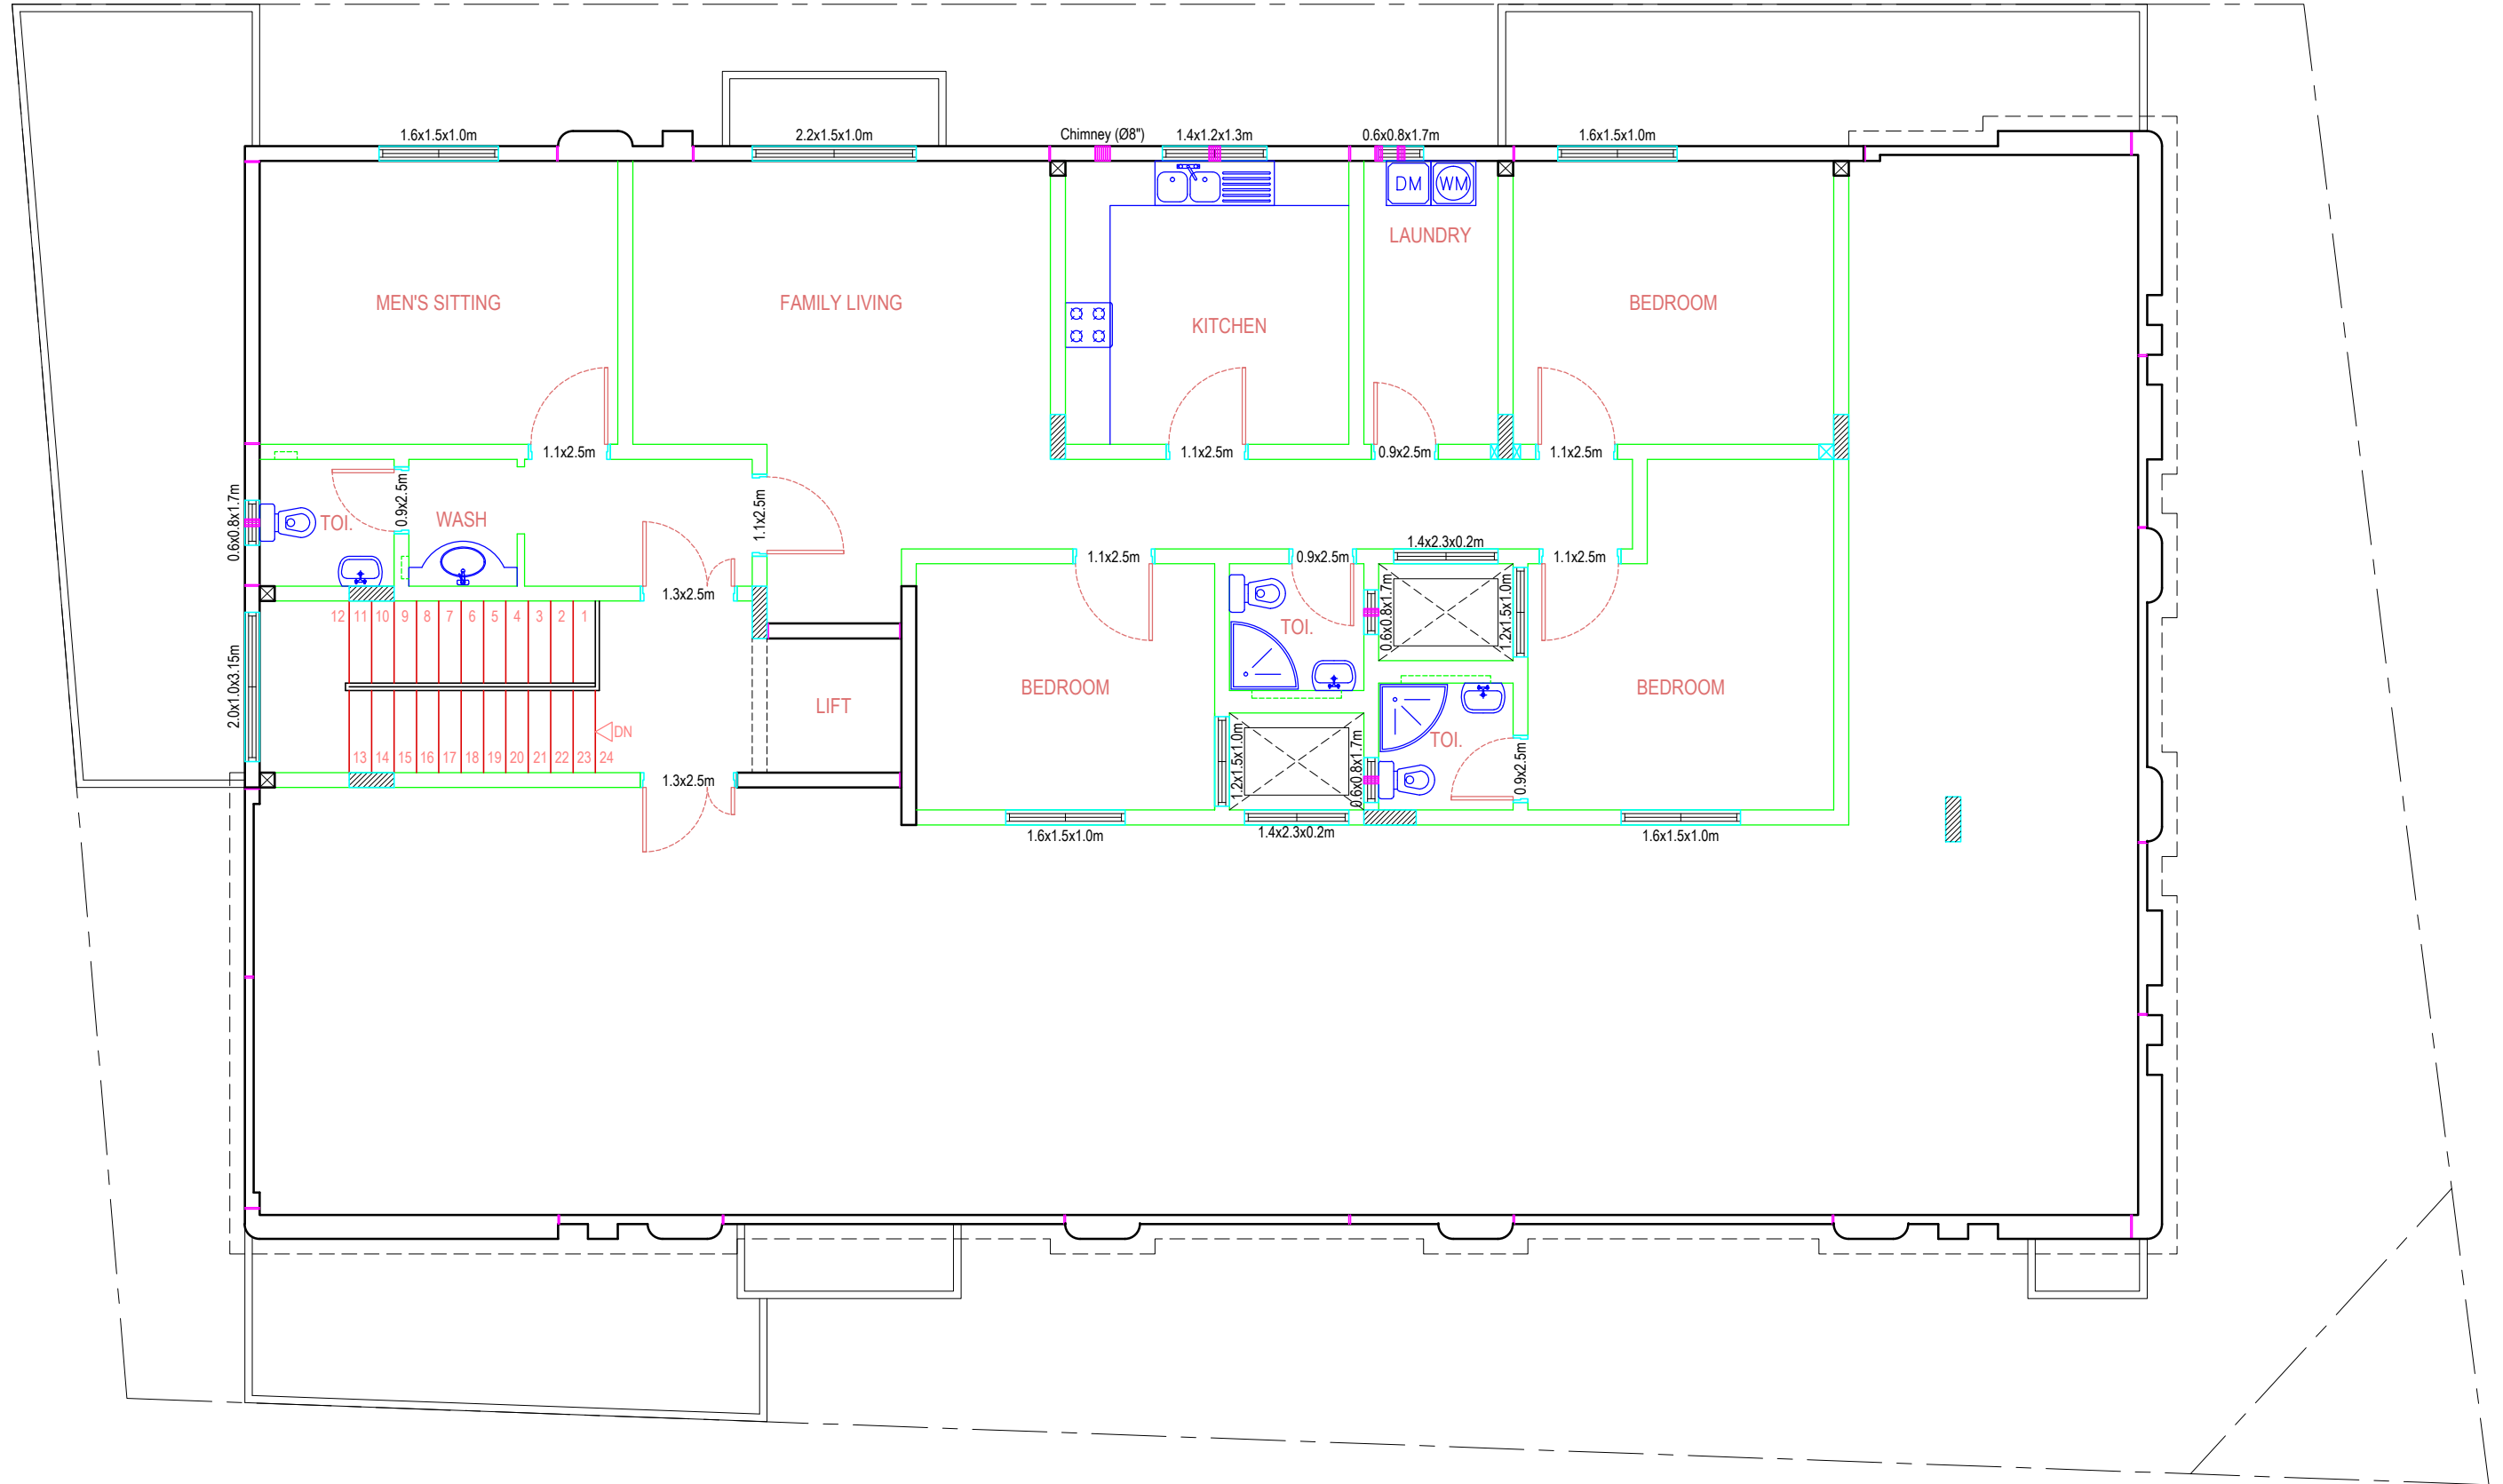 1.6x1.5x1.0m
2.2x1.5x1.0m
Chimney (Ø8")
1.4x1.2x1.3m
0.6x0.8x1.7m
1.6x1.5x1.0m
DM
WM
LAUNDRY
MEN'S SITTING
FAMILY LIVING
KITCHEN
BEDROOM
1.1x2.5m
1.1x2.5m
0.9x2.5m
1.1x2.5m
0.6x0.8x1.7m
TOI.
0.9x2.5m
WASH
1.1x2.5m
1.4x2.3x0.2m
1.1x2.5m
0.9x2.5m
1.1x2.5m
1.3x2.5m
0.6x0.8x1.7m
1.2x1.5x1.0m
12 11 10 9 8 7 6 5 4 3 2 1
TOI.
2.0x1.0x3.15m
BEDROOM
BEDROOM
LIFT
DN
TOI.
13 14 15 16 17 18 19 20 21 22 23 24
1.2x1.5x1.0m
0.6x0.8x1.7m
0.9x2.5m
1.3x2.5m
1.6x1.5x1.0m
1.4x2.3x0.2m
1.6x1.5x1.0m